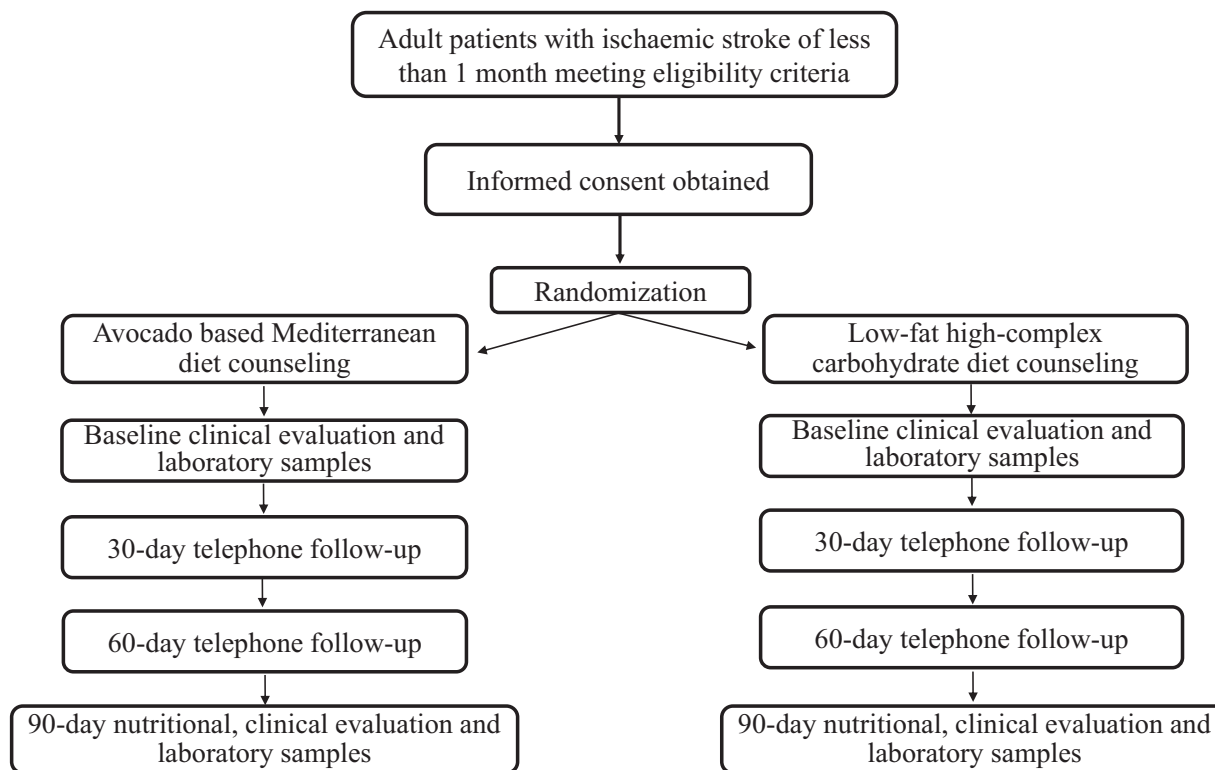 Adult patients with ischaemic stroke of less
than 1 month meeting eligibility criteria
Informed consent obtained
Randomization
Avocado based Mediterranean
diet counseling
Baseline clinical evaluation and
laboratory samples
30-day telephone follow-up
60-day telephone follow-up
90-day nutritional, clinical evaluation and
laboratory samples
Low-fat high-complex
carbohydrate diet counseling
Baseline clinical evaluation and
laboratory samples
30-day telephone follow-up
60-day telephone follow-up
90-day nutritional, clinical evaluation and
laboratory samples